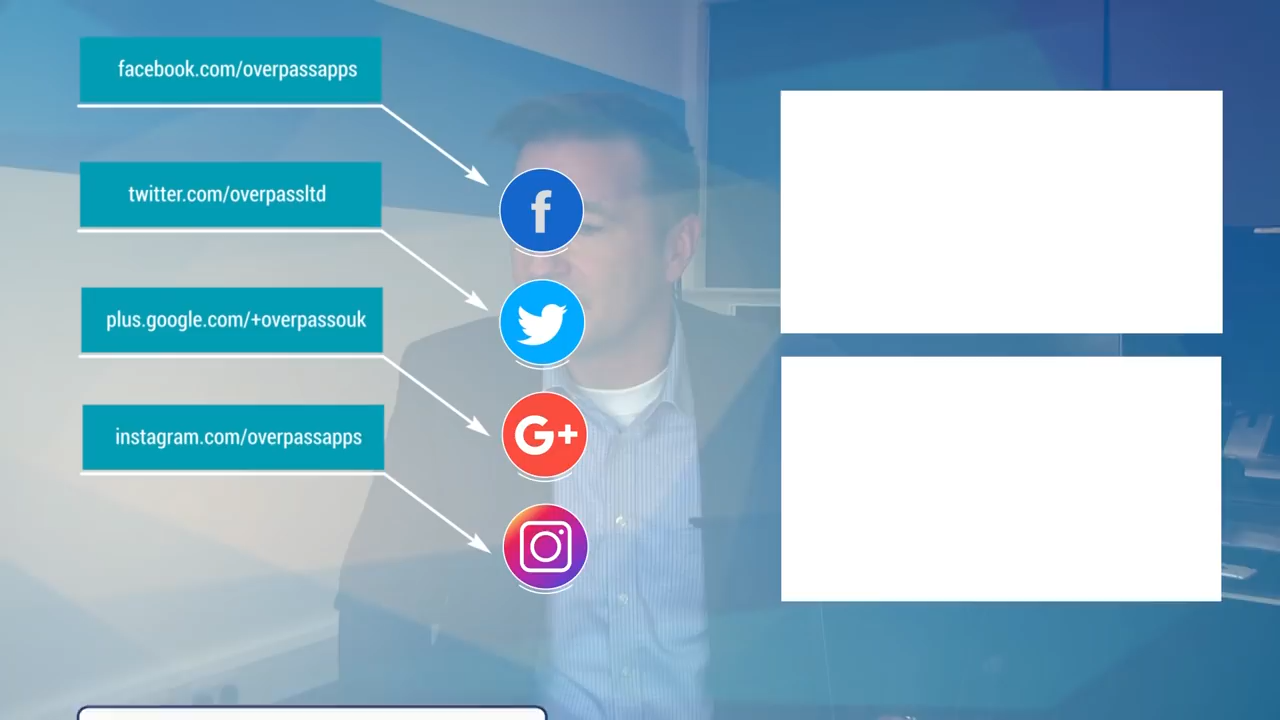 facebook.com/overpassapps
twitter.com/overpassltd
plus.google.com/+overpassouk
instagram.com/overpassapps
f
G+